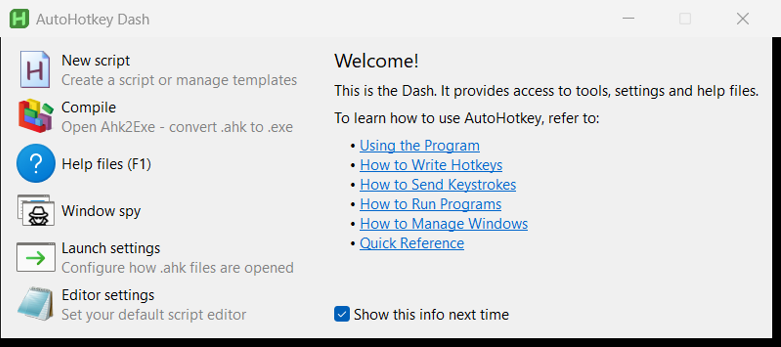 AutoHotkey Dash
New script
Create a script or manage templates
Compile
Open Ahk2Exe - convert .ahk to .exe
Help files (F1)
Window spy
Launch settings
Configure how .ahk files are opened
Editor settings
Set your default script editor
Welcome!
This is the Dash. It provides access to tools, settings and help files.
To learn how to use AutoHotkey, refer to:
• Using the Program
• How to Write Hotkeys
• How to Send Keystrokes
• How to Run Programs
• How to Manage Windows
• Quick Reference
Show this info next time